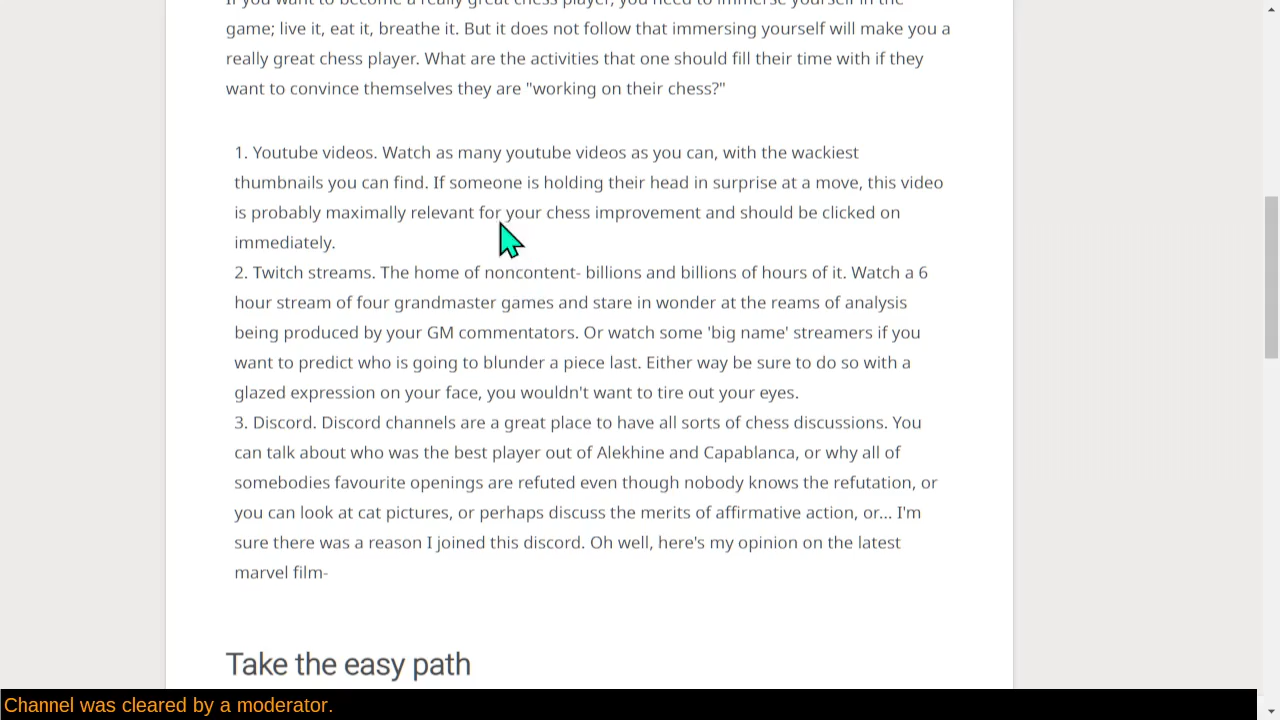 If you want to become a really great chess player, you need to immerse yourself in the
game; live it, eat it, breathe it. But it does not follow that immersing yourself will make you a
really great chess player. What are the activities that one should fill their time with if they
want to convince themselves they are "working on their chess?"
1. Youtube videos. Watch as many youtube videos as you can, with the wackiest
thumbnails you can find. If someone is holding their head in surprise at a move, this video
is probably maximally relevant for your chess improvement and should be clicked on
immediately.
2. Twitch streams. The home of noncontent- billions and billions of hours of it. Watch a 6
hour stream of four grandmaster games and stare in wonder at the reams of analysis
being produced by your GM commentators. Or watch some 'big name' streamers if you
want to predict who is going to blunder a piece last. Either way be sure to do so with a
glazed expression on your face, you wouldn't want to tire out your eyes.
3. Discord. Discord channels are a great place to have all sorts of chess discussions. You
can talk about who was the best player out of Alekhine and Capablanca, or why all of
somebodies favourite openings are refuted even though nobody knows the refutation, or
you can look at cat pictures, or perhaps discuss the merits of affirmative action, or... I'm
sure there was a reason I joined this discord. Oh well, here's my opinion on the latest
marvel film-
Take the easy path
Channel was cleared by a moderator.